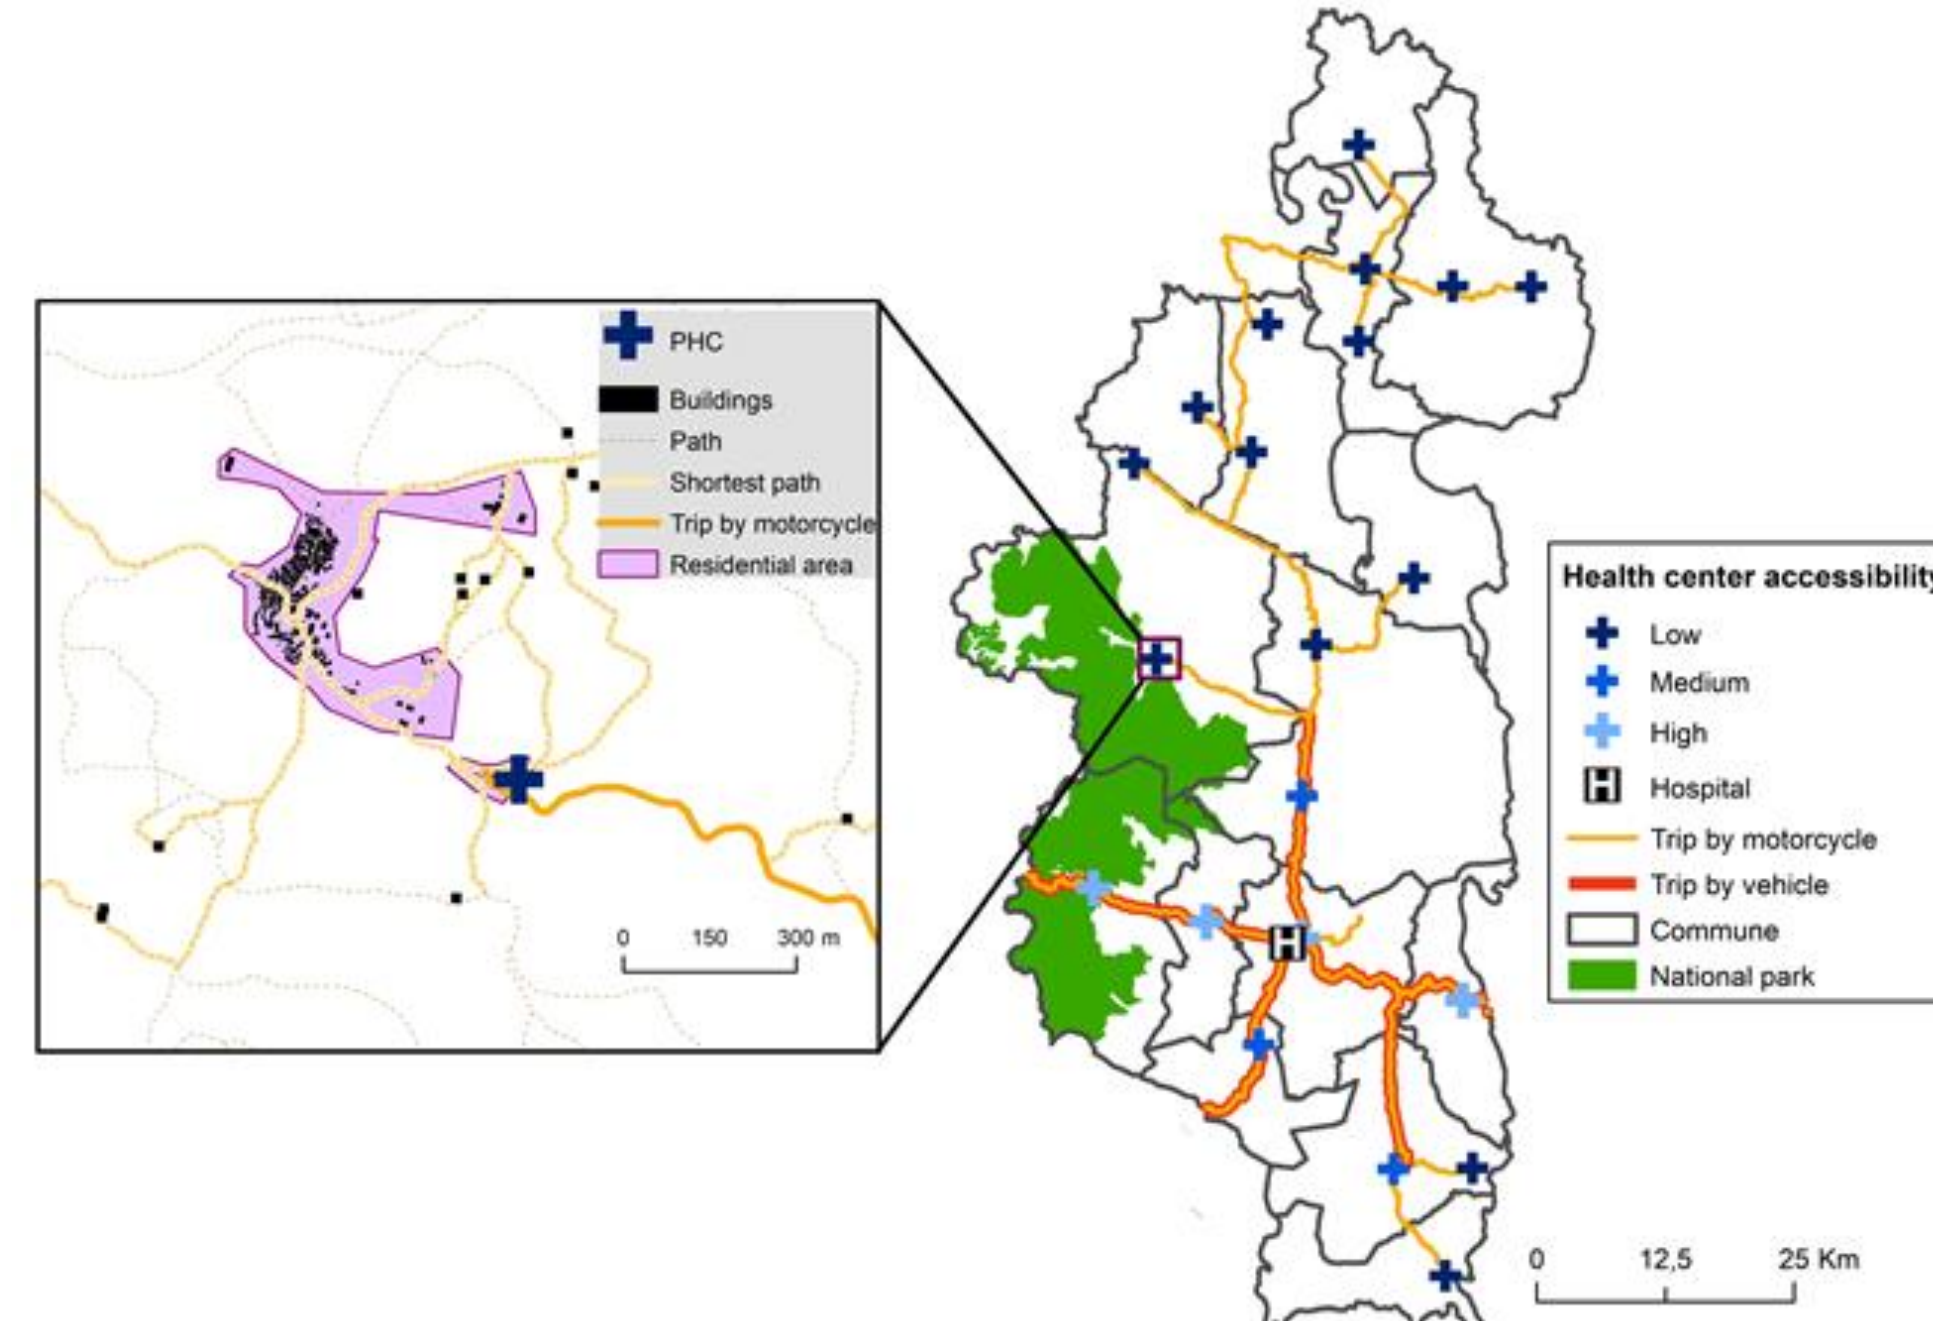 PHC
Buildings
Path
Shortest path
Trip by motorcycle
Residential area
0 150 300 m
Health center accessibility
Low
Medium
High
H Hospital
Trip by motorcycle
Trip by vehicle
Commune
National park
H
0 12,5 25 Km